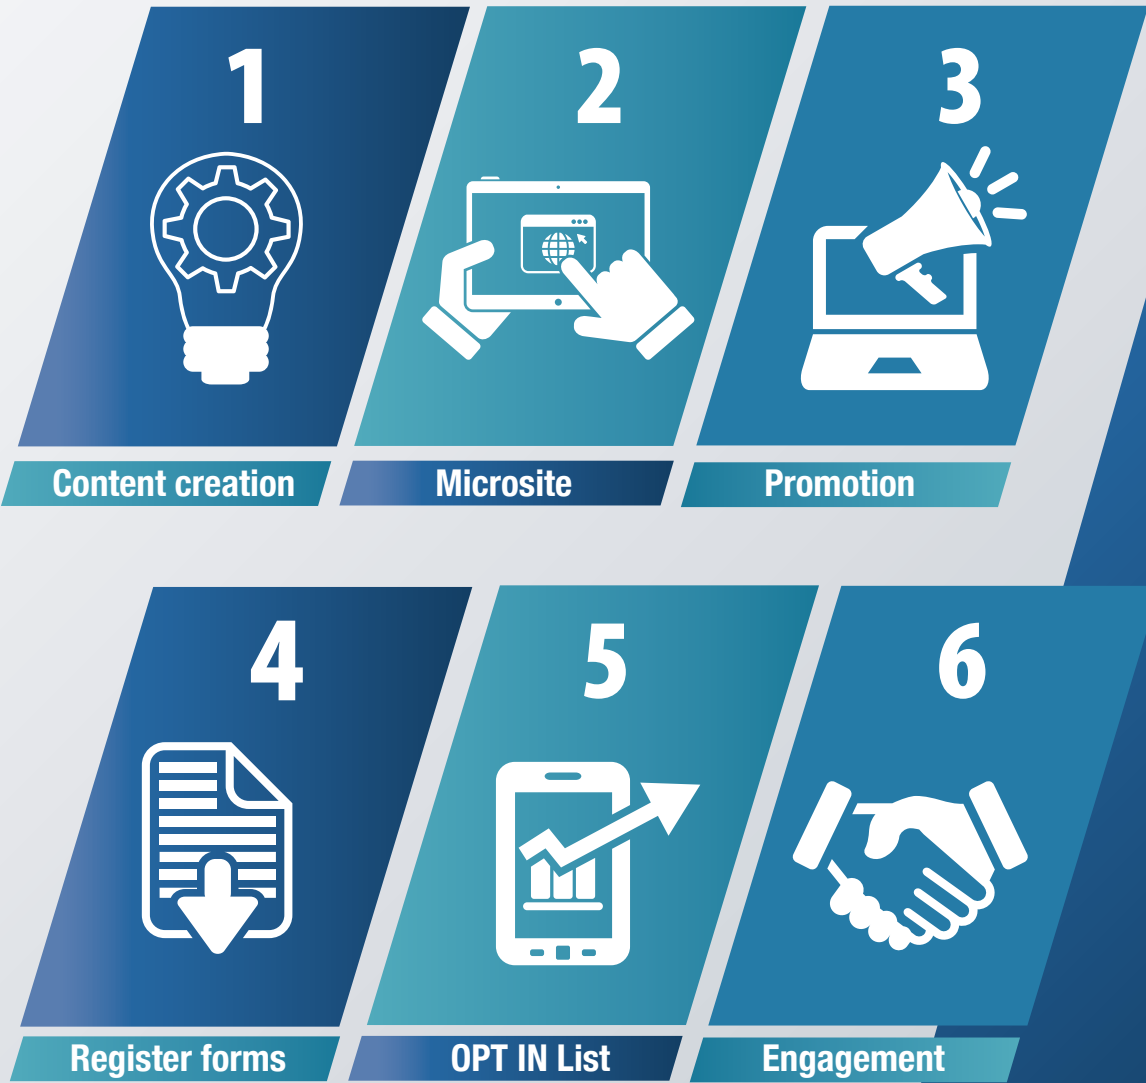 1
2
3
Content creation
Microsite
Promotion
4
5
6
Register forms
OPT IN List
Engagement